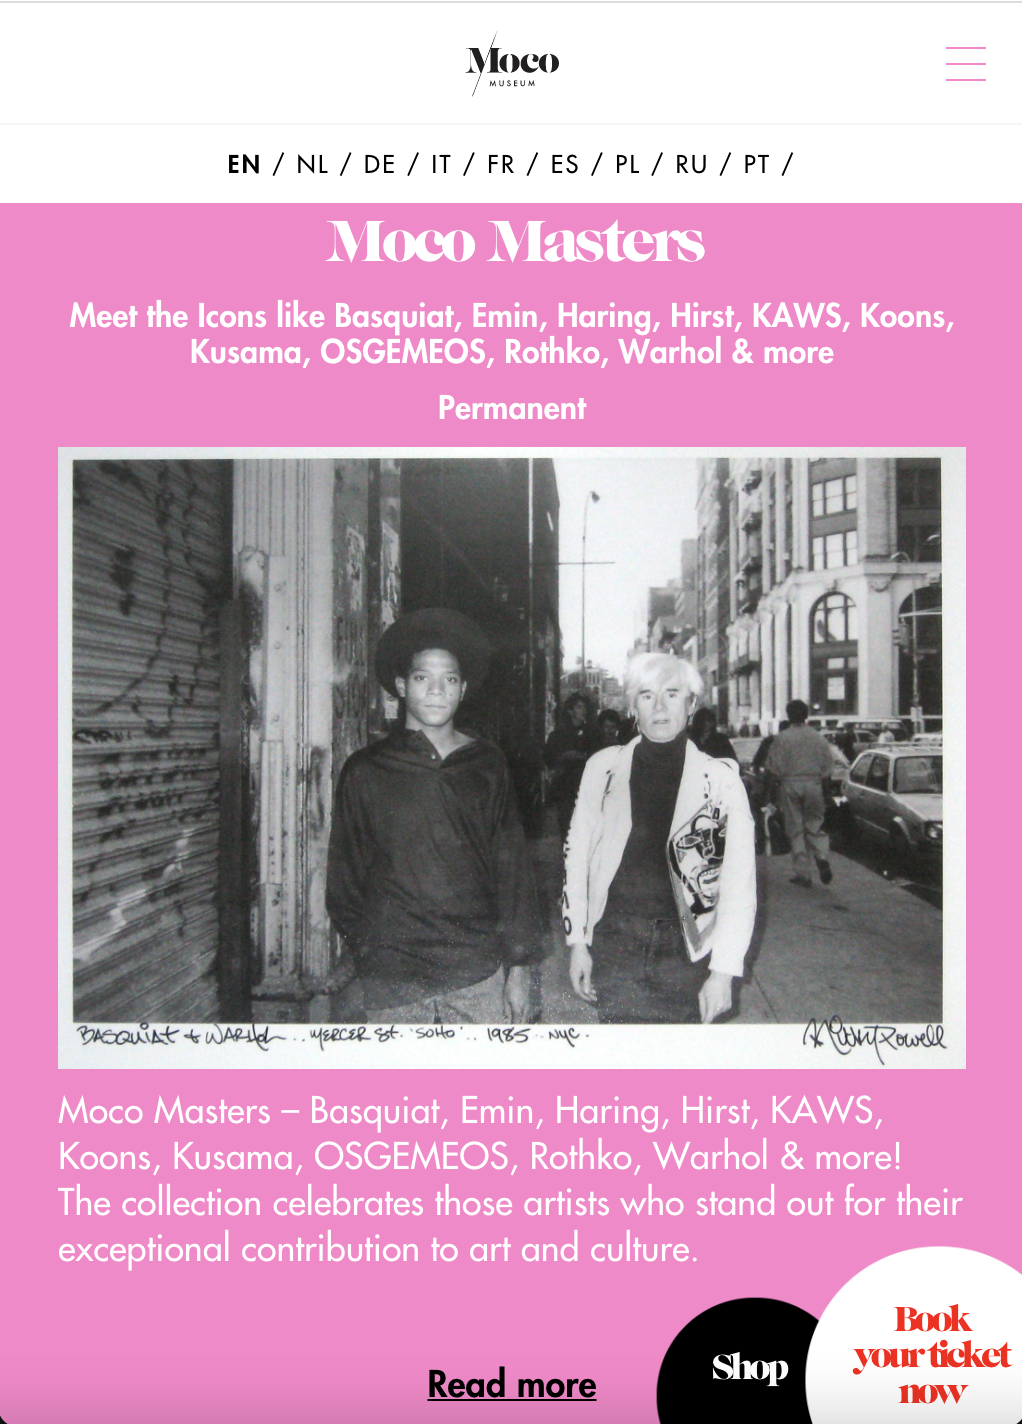 Moco
MUSEUM
EN / NL / DE / IT / FR / ES / PL / RU / PT /
Moco Masters
Meet the Icons like Basquiat, Emin, Haring, Hirst, KAWS, Koons,
Kusama, OSGEMEOS, Rothko, Warhol & more
Permanent
BASQUIAT + WARHOL .. MERCER St. 'SOHO' .. 1985 .. NYC.
Moco Masters – Basquiat, Emin, Haring, Hirst, KAWS,
Koons, Kusama, OSGEMEOS, Rothko, Warhol & more!
The collection celebrates those artists who stand out for their
exceptional contribution to art and culture.
Read more
Shop
Book
your ticket
now